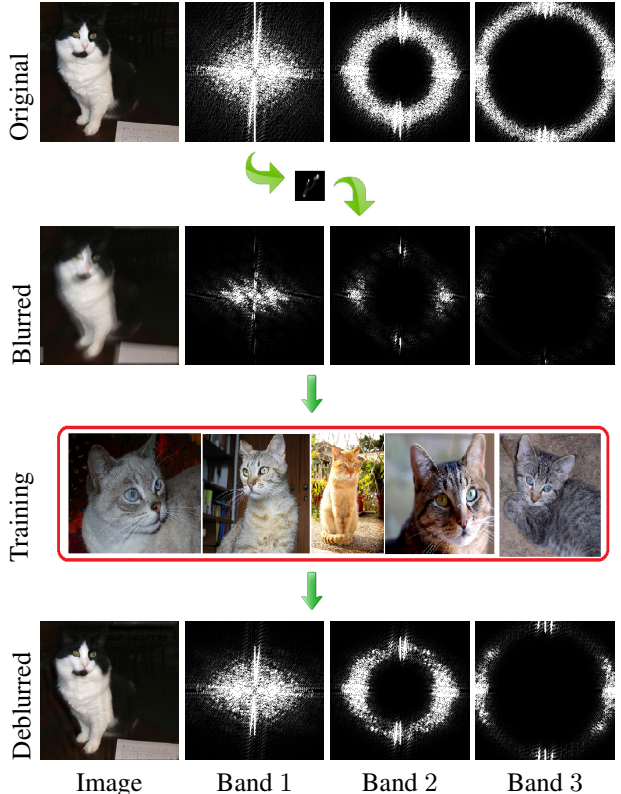 Original
Blurred
Training
Deblurred
Image Band 1 Band 2 Band 3